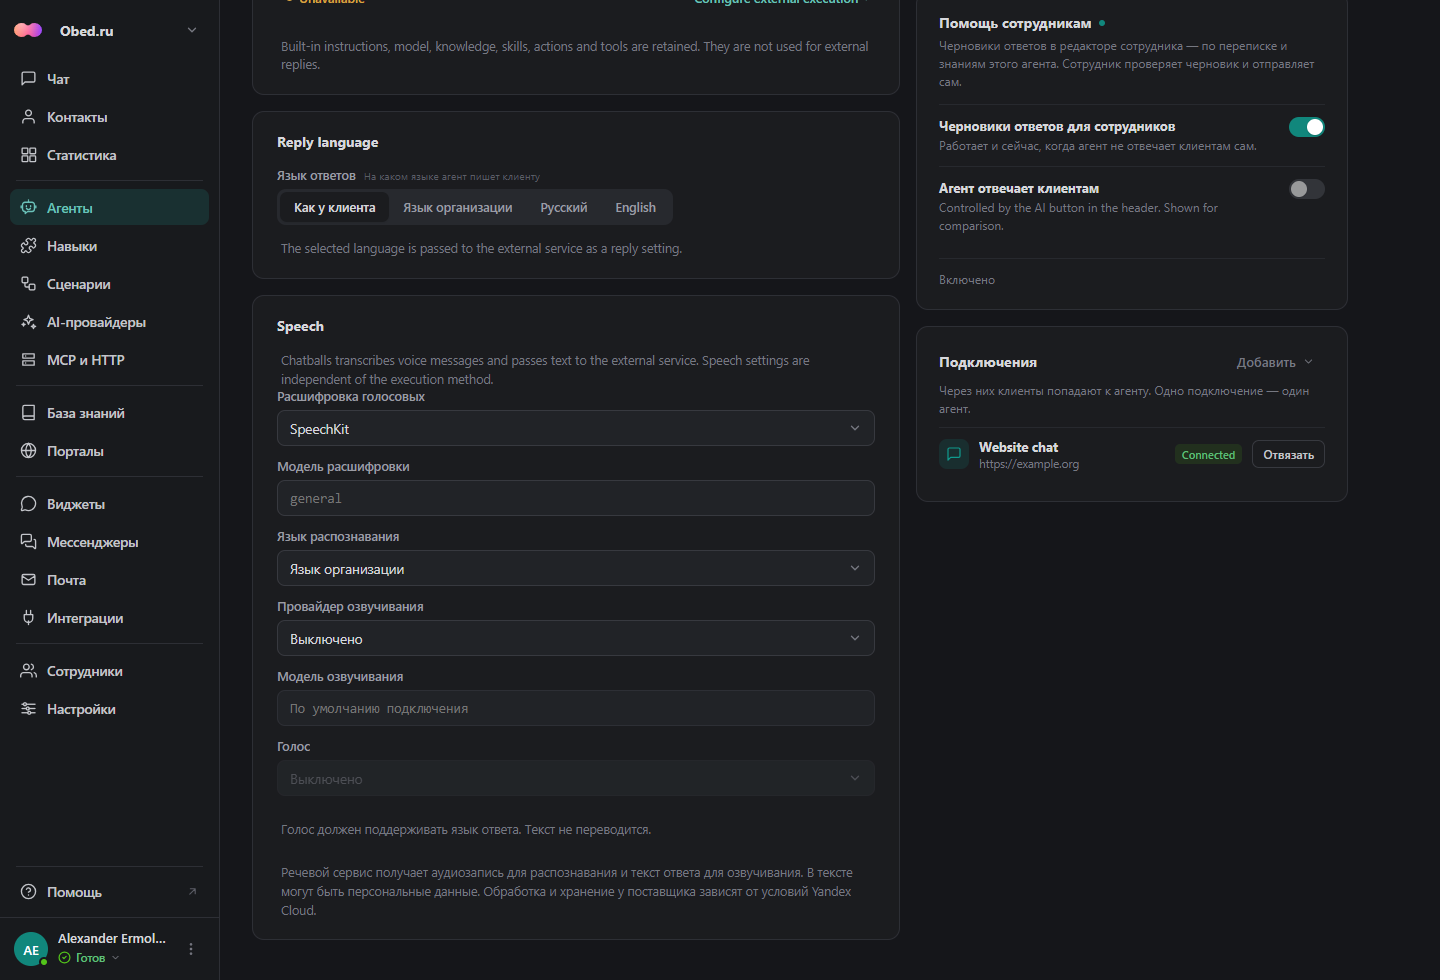 Obed.ru
Чат
Контакты
Статистика
Агенты
Навыки
Сценарии
AI-провайдеры
MCP и HTTP
База знаний
Порталы
Виджеты
Мессенджеры
Почта
Интеграции
Сотрудники
Настройки
Помощь
AE
Alexander Ermol...
Готов
Unavailable
Configure external execution
Built-in instructions, model, knowledge, skills, actions and tools are retained. They are not used for external
replies.
Reply language
Язык ответов На каком языке агент пишет клиенту
Как у клиента Язык организации Русский English
The selected language is passed to the external service as a reply setting.
Speech
Chatballs transcribes voice messages and passes text to the external service. Speech settings are
independent of the execution method.
Расшифровка голосовых
SpeechKit
Модель расшифровки
general
Язык распознавания
Язык организации
Провайдер озвучивания
Выключено
Модель озвучивания
По умолчанию подключения
Голос
Выключено
Голос должен поддерживать язык ответа. Текст не переводится.
Речевой сервис получает аудиозапись для распознавания и текст ответа для озвучивания. В тексте
могут быть персональные данные. Обработка и хранение у поставщика зависят от условий Yandex
Cloud.
Помощь сотрудникам
Черновики ответов в редакторе сотрудника — по переписке и
знаниям этого агента. Сотрудник проверяет черновик и отправляет
сам.
Черновики ответов для сотрудников
Работает и сейчас, когда агент не отвечает клиентам сам.
Агент отвечает клиентам
Controlled by the AI button in the header. Shown for
comparison.
Включено
Подключения
Добавить
Через них клиенты попадают к агенту. Одно подключение — один
агент.
Website chat
https://example.org
Connected
Отвязать